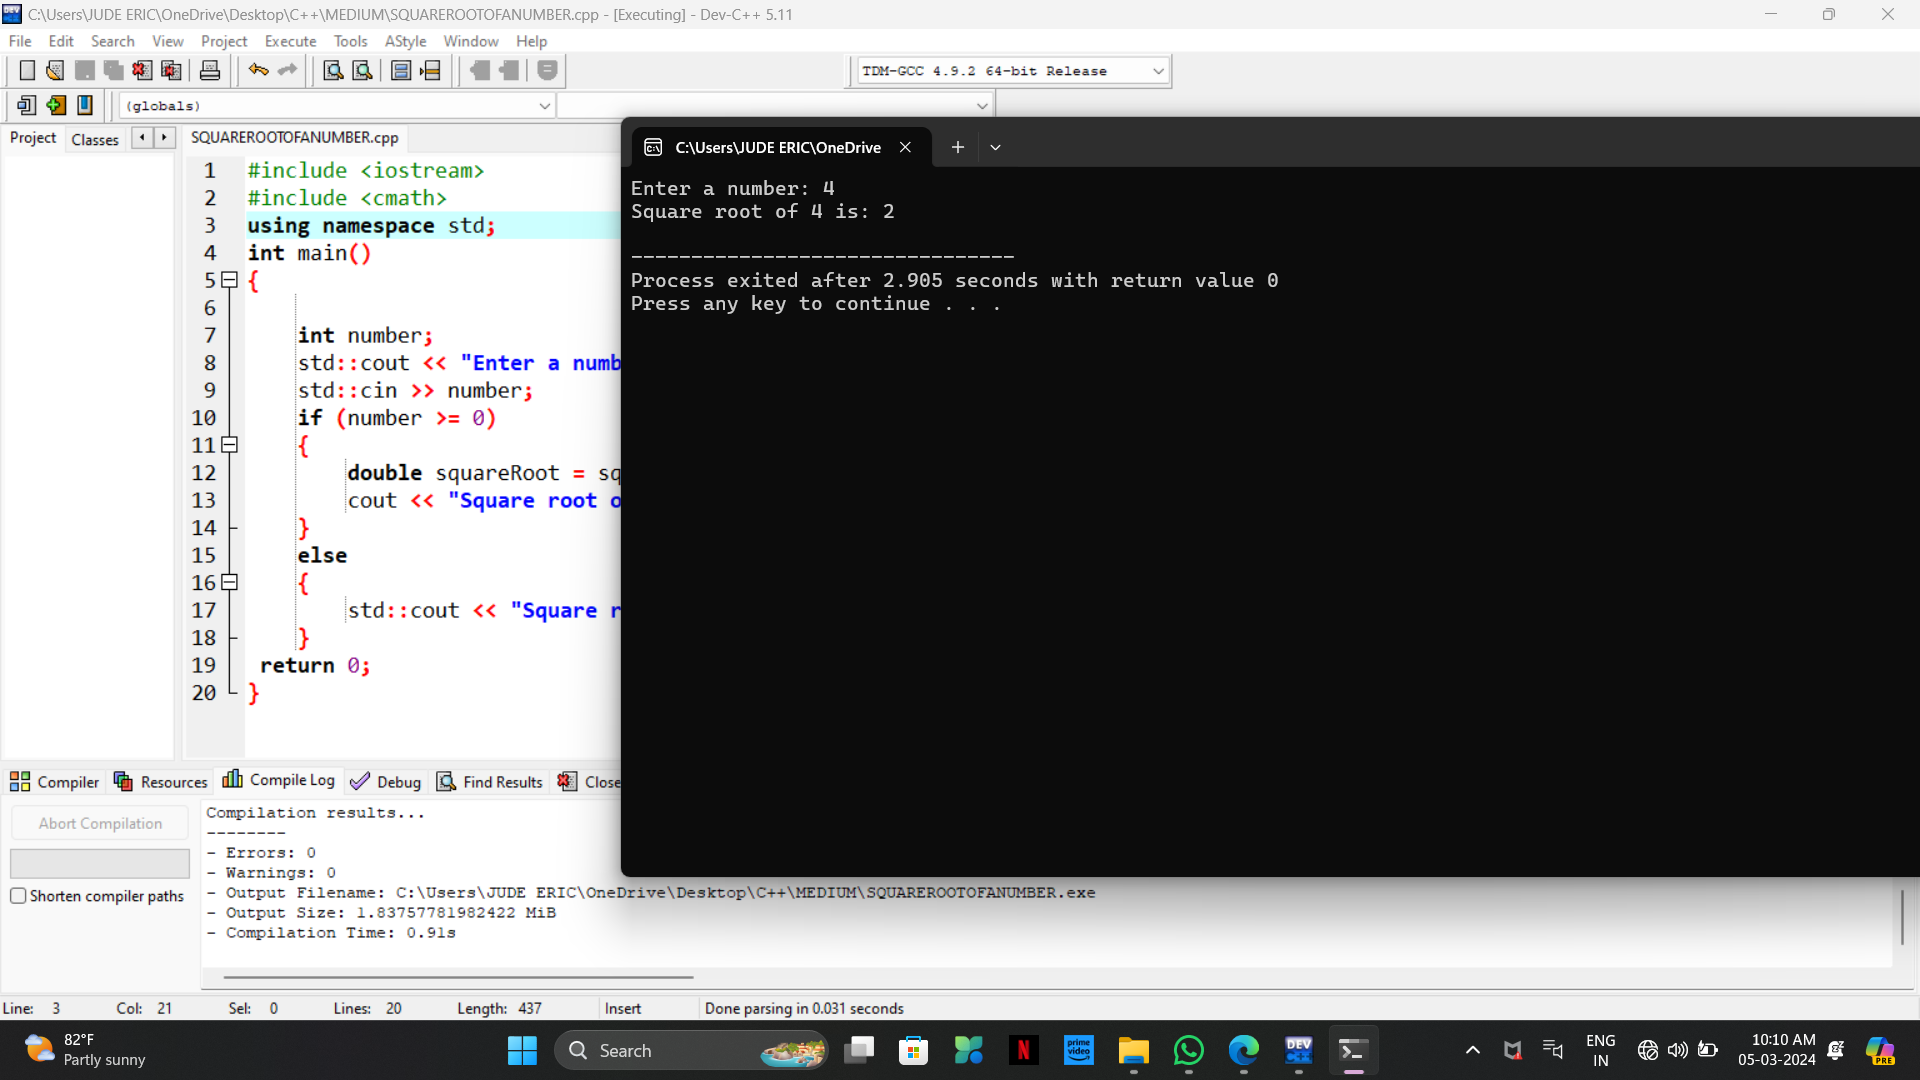 C:\Users\JUDE ERIC\OneDrive\Desktop\C++\MEDIUM\SQUAREROOTOFANUMBER.cpp - [Executing] - Dev-C++ 5.11
File Edit Search View Project Execute Tools AStyle Window Help
TDM-GCC 4.9.2 64-bit Release
(globals)
Project Classes
SQUAREROOTOFANUMBER.cpp
1 #include <iostream>
2 #include <cmath>
3 using namespace std;
4 int main()
5 {
6
7 int number;
8 std::cout << "Enter a numb
9 std::cin >> number;
10 if (number >= 0)
11 {
12 double squareRoot = sq
13 cout << "Square root o
14 }
15 else
16 {
17 std::cout << "Square r
18 }
19 return 0;
20 }
C:\Users\JUDE ERIC\OneDrive
Enter a number: 4
Square root of 4 is: 2
--------------------------------
Process exited after 2.905 seconds with return value 0
Press any key to continue . . .
Compiler Resources Compile Log Debug Find Results Close
Abort Compilation
Shorten compiler paths
Compilation results...
--------
- Errors: 0
- Warnings: 0
- Output Filename: C:\Users\JUDE ERIC\OneDrive\Desktop\C++\MEDIUM\SQUAREROOTOFANUMBER.exe
- Output Size: 1.83757781982422 MiB
- Compilation Time: 0.91s
Line: 3 Col: 21 Sel: 0 Lines: 20 Length: 437 Insert Done parsing in 0.031 seconds
82°F
Partly sunny
Search
prime video
DEV C++
ENG
IN
10:10 AM
05-03-2024
PRE